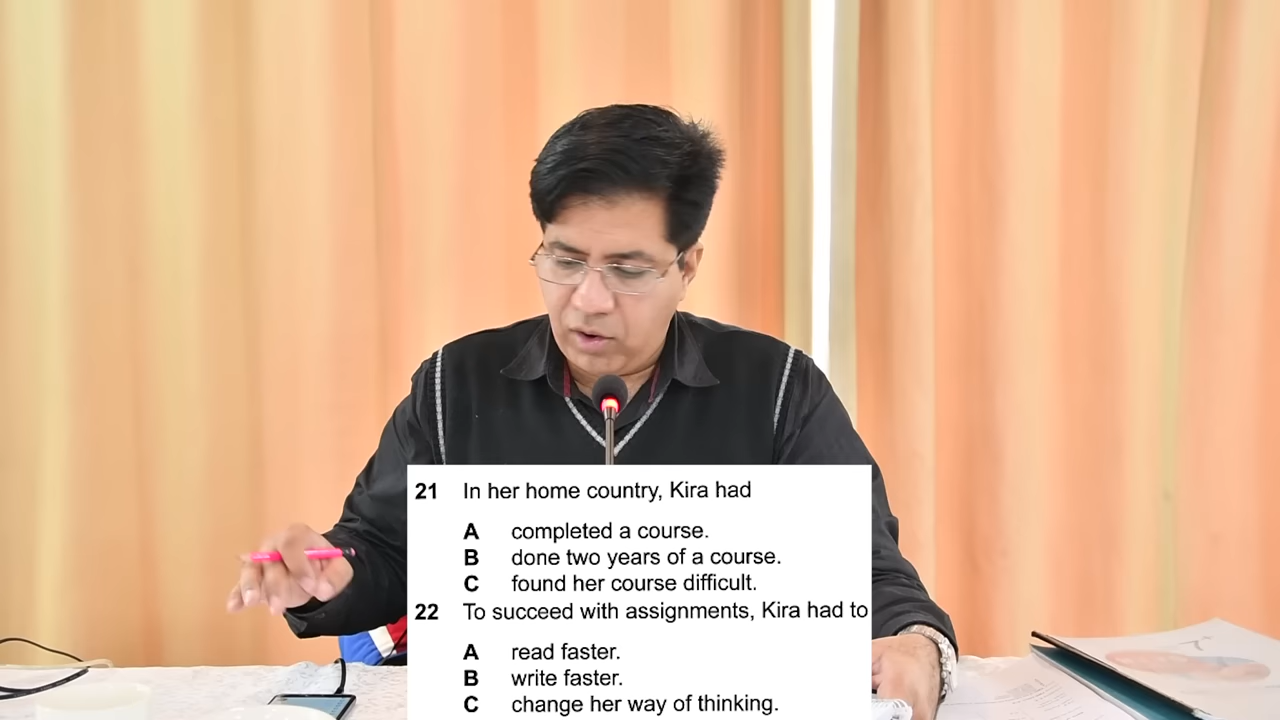 21 In her home country, Kira had
A completed a course.
B done two years of a course.
C found her course difficult.
22 To succeed with assignments, Kira had to
A read faster.
B write faster.
C change her way of thinking.